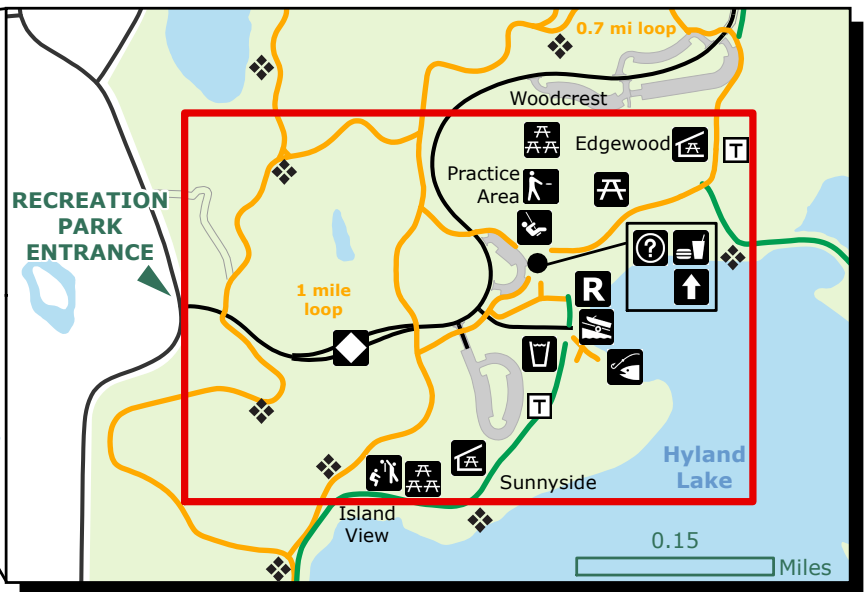 0.7 mi loop
Woodcrest
Edgewood
T
Practice
Area
RECREATION
PARK
ENTRANCE
?
1 mile
loop
R
T
Hyland
Lake
Sunnyside
Island
View
0.15
Miles